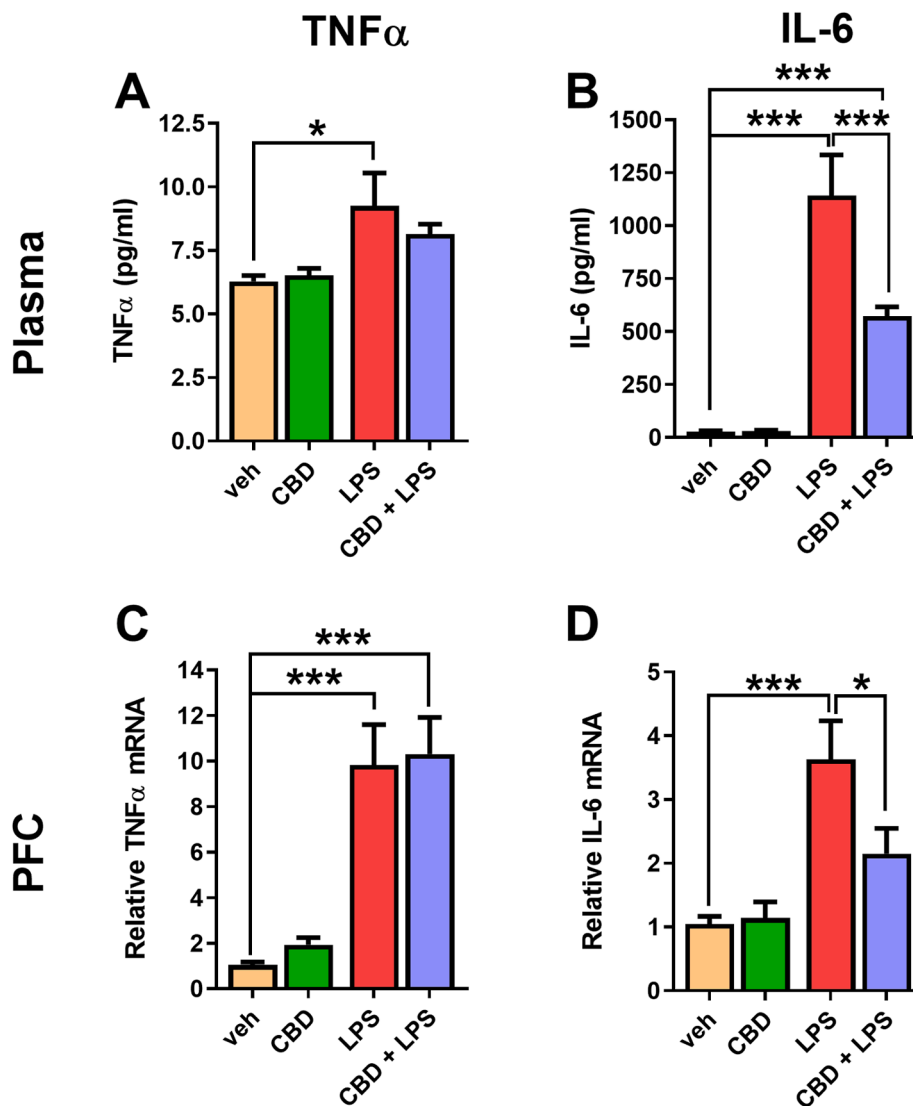 TNFα
IL-6
Plasma
A
*
TNFα (pg/ml)
12.5
10.0
7.5
5.0
2.5
0.0
veh
CBD
LPS
CBD + LPS
B
***
*** ***
IL-6 (pg/ml)
1500
1250
1000
750
500
250
0
veh
CBD
LPS
CBD + LPS
PFC
C
***
***
Relative TNFα mRNA
14
12
10
8
6
4
2
0
veh
CBD
LPS
CBD + LPS
D
*** *
Relative IL-6 mRNA
5
4
3
2
1
0
veh
CBD
LPS
CBD + LPS